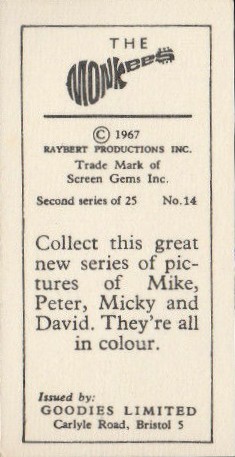 THE
MONKEES
© 1967
RAYBERT PRODUCTIONS INC.
Trade Mark of
Screen Gems Inc.
Second series of 25 No. 14
Collect this great
new series of pic-
tures of Mike,
Peter, Micky and
David. They're all
in colour.
Issued by:
GOODIES LIMITED
Carlyle Road, Bristol 5